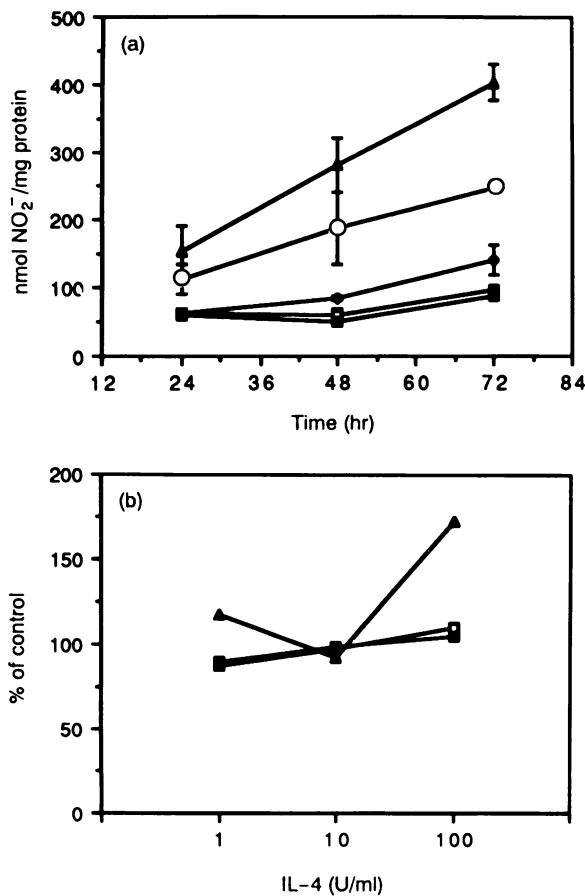 (a)
500
400
300
200
100
0
nmol NO₂⁻/mg protein
12 24 36 48 60 72 84
Time (hr)
(b)
200
150
100
50
0
% of control
1 10 100
IL-4 (U/ml)